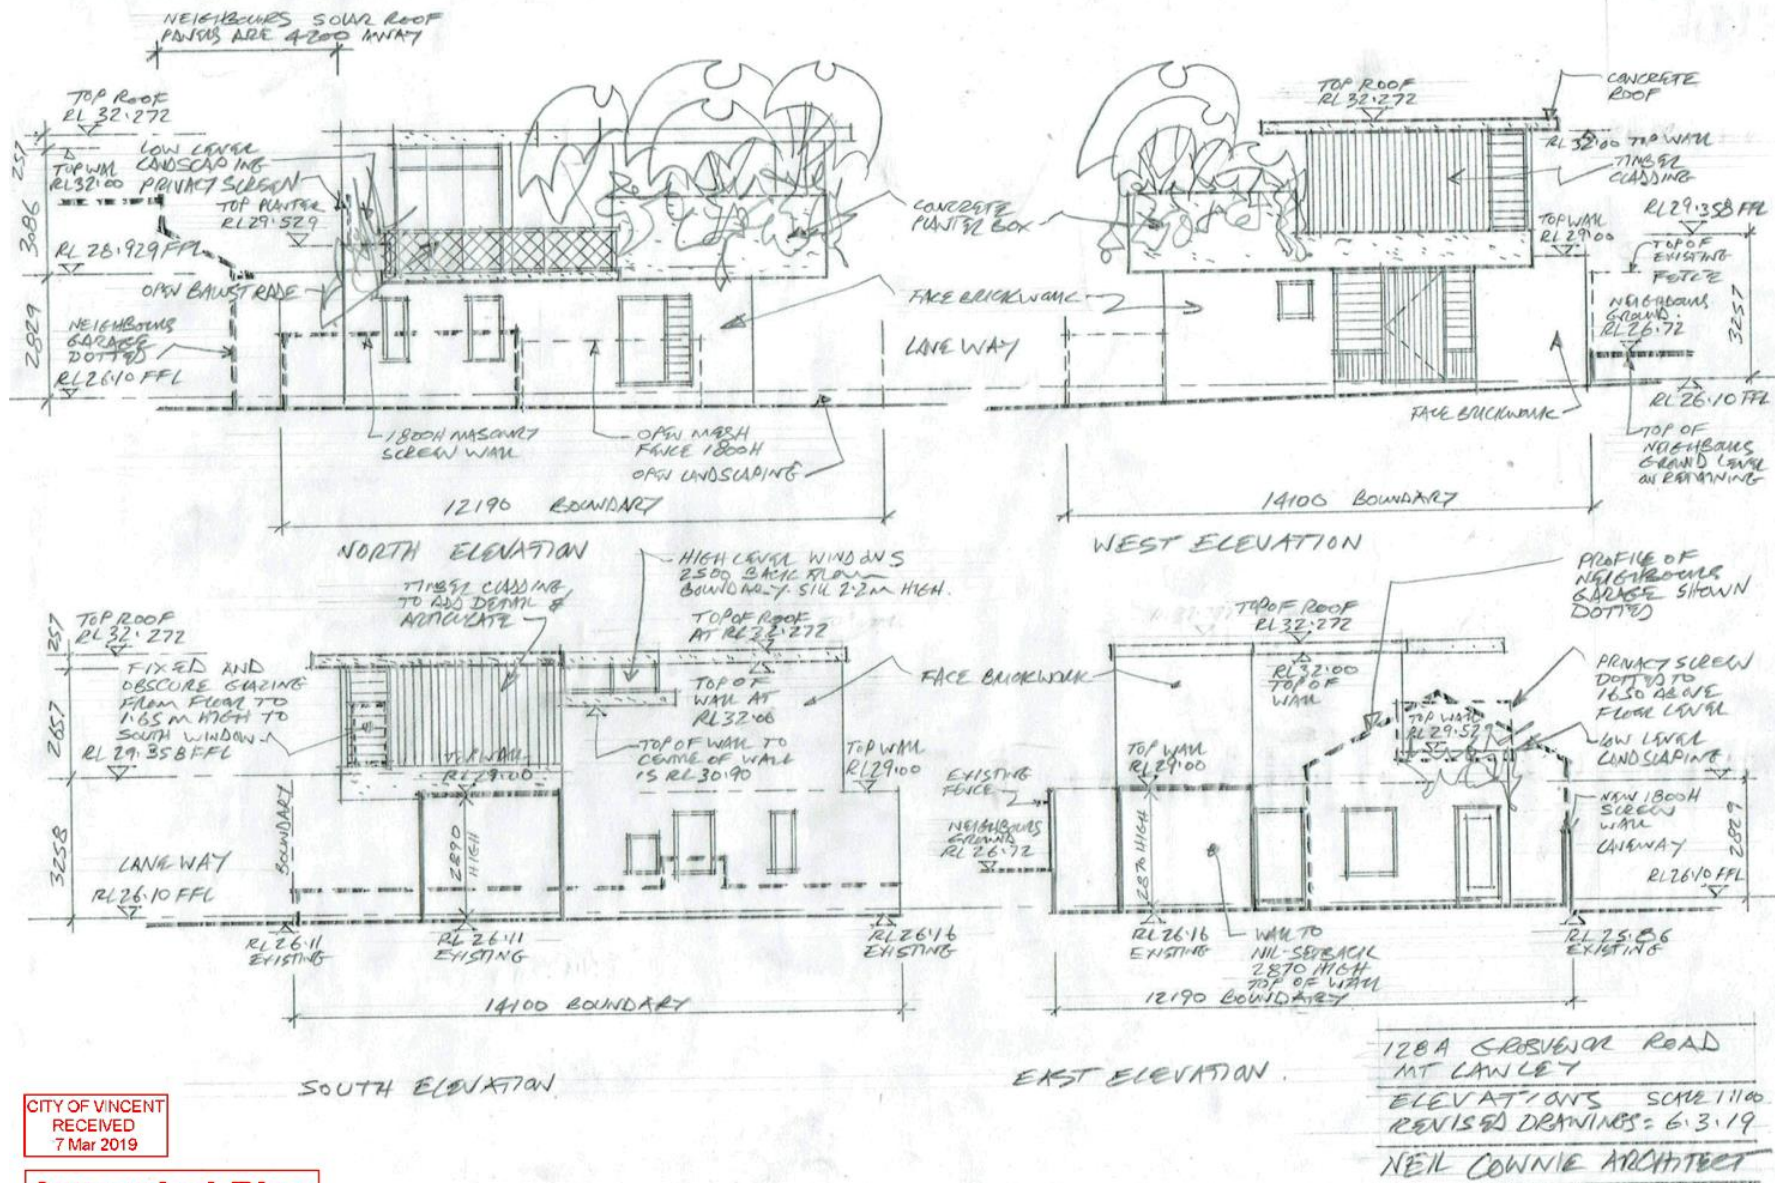 NEIGHBOURS SOLAR ROOF
PANELS ARE 4200 AWAY
TOP ROOF
RL 32.272
257
TOP WALL
RL 32.00
LOW LEVEL
LANDSCAPING
PRIVACY SCREEN
TOP PLANTER
RL 29.529
3086
RL 28.929 FFL
OPEN BALUSTRADE
2829
NEIGHBOURS
GARAGE
DOTTED
RL 26.10 FFL
1800H MASONRY
SCREEN WALL
OPEN MESH
FENCE 1800H
OPEN LANDSCAPING
12190 BOUNDARY
NORTH ELEVATION
CONCRETE
PLANTER BOX
FACE BRICKWORK
LANEWAY
TOP ROOF
RL 32.272
CONCRETE
ROOF
RL 32.00 TOP WALL
TIMBER
CLADDING
RL 29.358 FFL
TOP WALL
RL 29.00
TOP OF
EXISTING
FENCE
NEIGHBOURS
GROUND.
RL 26.72
3257
RL 26.10 FFL
FACE BRICKWORK
TOP OF
NEIGHBOURS
GROUND LEVEL
ON RETAINING
14100 BOUNDARY
WEST ELEVATION
TIMBER CLADDING
TO ADD DETAIL &
ARTICULATE
HIGH LEVEL WINDOWS
2500 BACK FROM
BOUNDARY. SILL 2.2M HIGH.
TOP ROOF
RL 32.272
257
FIXED AND
OBSCURE GLAZING
FROM FLOOR TO
1.65M HIGH TO
SOUTH WINDOW
2657
RL 29.358 FFL
TOP OF ROOF
AT RL 32.272
TOP OF
WALL AT
RL 32.00
FACE BRICKWORK
TOP WALL
RL 29.00
TOP OF WALL TO
CENTRE OF WALL
IS RL 30.90
TOP WALL
RL 29.00
BOUNDARY
2890
HIGH
3258
LANEWAY
RL 26.10 FFL
RL 26.11
EXISTING
RL 26.11
EXISTING
RL 26.16
EXISTING
14100 BOUNDARY
SOUTH ELEVATION
PROFILE OF
NEIGHBOURS
GARAGE SHOWN
DOTTED
TOP OF ROOF
RL 32.272
RL 32.00
TOP OF
WALL
PRIVACY SCREEN
DOTTED TO
1650 ABOVE
FLOOR LEVEL
TOP WALL
RL 29.529
LOW LEVEL
LANDSCAPING
TOP WALL
RL 29.00
EXISTING
FENCE
NEIGHBOURS
GROUND
RL 26.72
2870 HIGH
NEW 1800H
SCREEN
WALL
LANEWAY
2829
RL 26.10 FFL
RL 26.16
EXISTING
WALL TO
NIL-SETBACK
2870 HIGH
TOP OF WALL
RL 25.86
EXISTING
12190 BOUNDARY
EAST ELEVATION.
128A GROSVENOR ROAD
MT LAWLEY
ELEVATIONS SCALE 1:100
REVISED DRAWINGS: 6.3.19
NEIL COWNIE ARCHITECT
CITY OF VINCENT
RECEIVED
7 Mar 2019